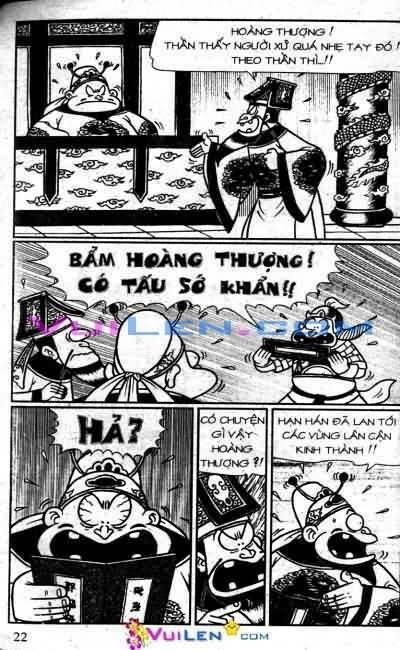 HOÀNG THƯỢNG !
THẦN THẤY NGƯỜI XỬ QUÁ NHẸ TAY ĐÓ !
THEO THẦN THÌ...!!
BẨM HOÀNG THƯỢNG!
CÓ TẤU SỚ KHẨN!!
VUILEN.COM
HẢ?
CÓ CHUYỆN
GÌ VẬY
HOÀNG
THƯỢNG ?!
HẠN HÁN ĐÃ LAN TỚI
CÁC VÙNG LÂN CẬN
KINH THÀNH !!
22
VUILEN.COM